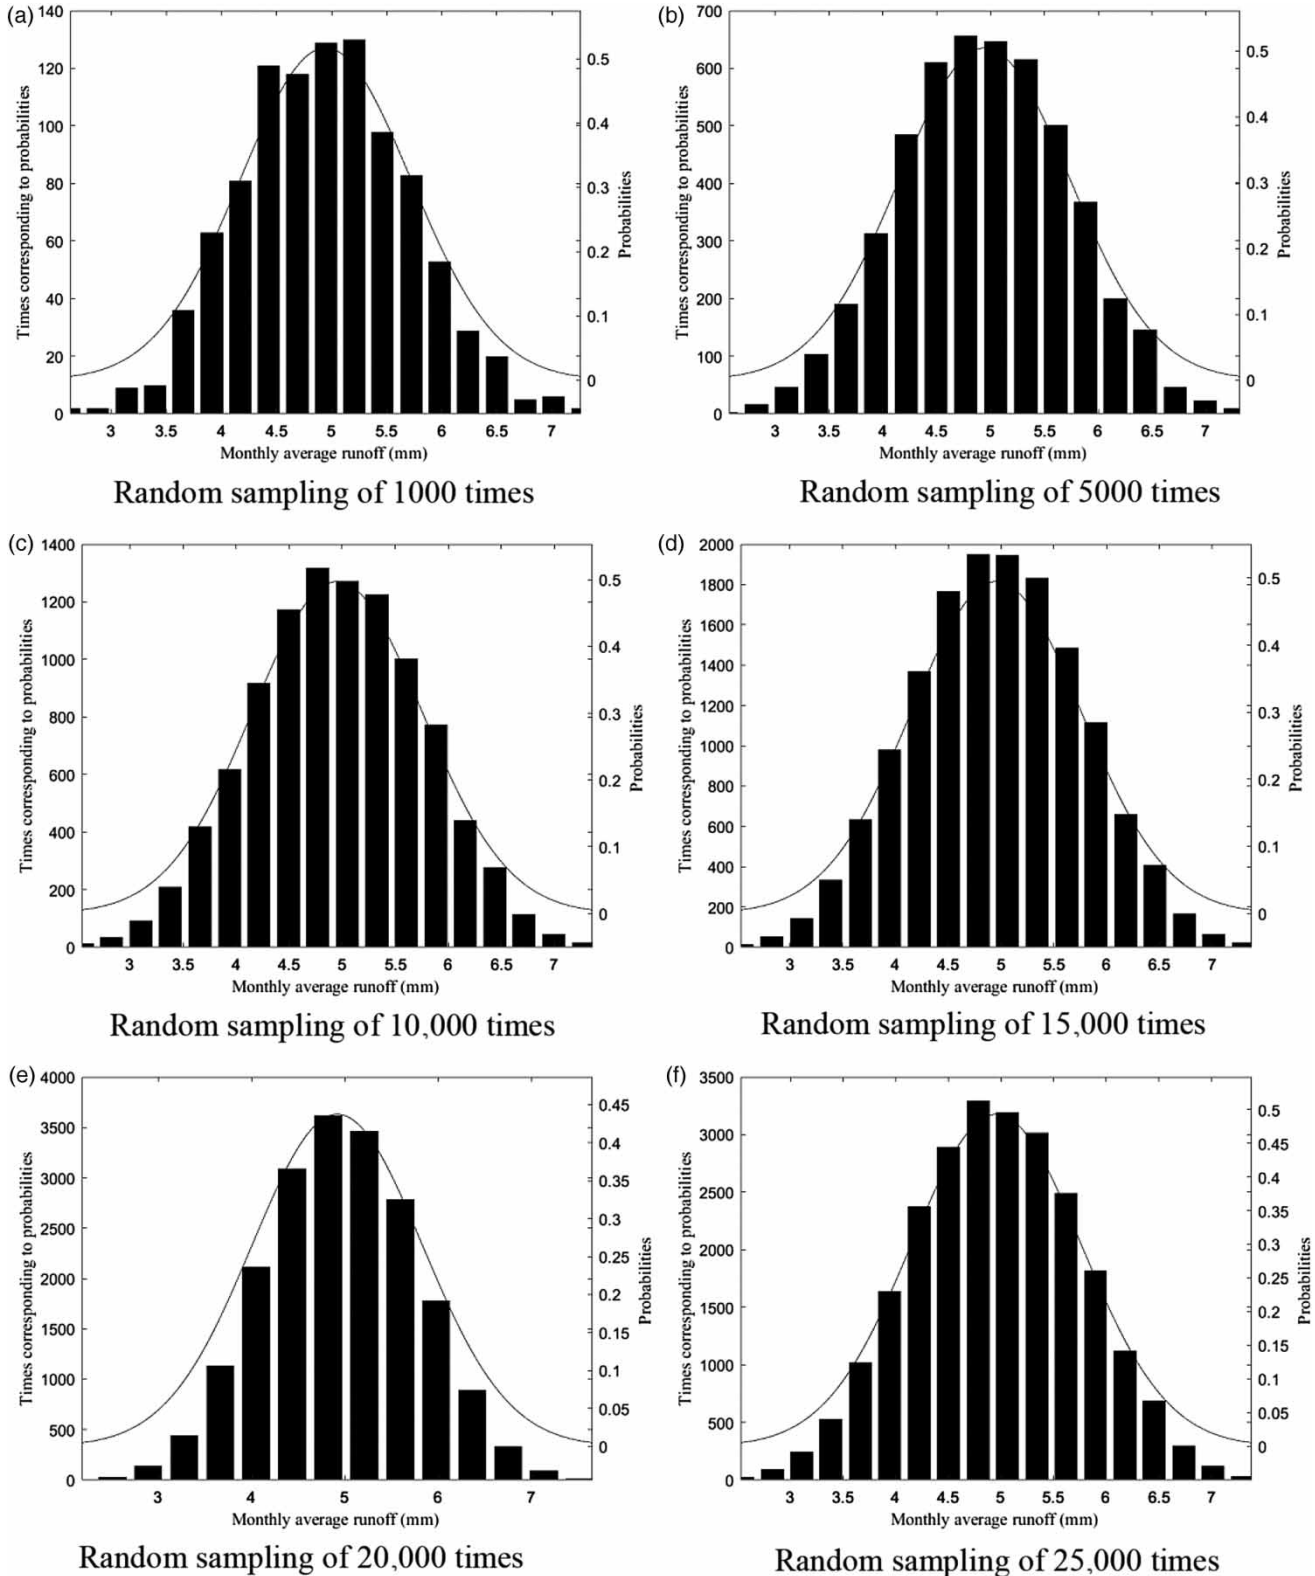 (a)
140
120
100
80
60
40
20
0
Times corresponding to probabilities
0.5
0.4
0.3
0.2
0.1
0
Probabilities
3 3.5 4 4.5 5 5.5 6 6.5 7
Monthly average runoff (mm)
Random sampling of 1000 times
(b)
700
600
500
400
300
200
100
0
Times corresponding to probabilities
0.5
0.4
0.3
0.2
0.1
0
Probabilities
3 3.5 4 4.5 5 5.5 6 6.5 7
Monthly average runoff (mm)
Random sampling of 5000 times
(c)
1400
1200
1000
800
600
400
200
0
Times corresponding to probabilities
0.5
0.4
0.3
0.2
0.1
0
Probabilities
3 3.5 4 4.5 5 5.5 6 6.5 7
Monthly average runoff (mm)
Random sampling of 10,000 times
(d)
2000
1800
1600
1400
1200
1000
800
600
400
200
0
Times corresponding to probabilities
0.5
0.4
0.3
0.2
0.1
0
Probabilities
3 3.5 4 4.5 5 5.5 6 6.5 7
Monthly average runoff (mm)
Random sampling of 15,000 times
(e)
4000
3500
3000
2500
2000
1500
1000
500
0
Times corresponding to probabilities
0.45
0.4
0.35
0.3
0.25
0.2
0.15
0.1
0.05
0
Probabilities
3 4 5 6 7
Monthly average runoff (mm)
Random sampling of 20,000 times
(f)
3500
3000
2500
2000
1500
1000
500
0
Times corresponding to probabilities
0.5
0.45
0.4
0.35
0.3
0.25
0.2
0.15
0.1
0.05
0
Probabilities
3 3.5 4 4.5 5 5.5 6 6.5 7
Monthly average runoff (mm)
Random sampling of 25,000 times